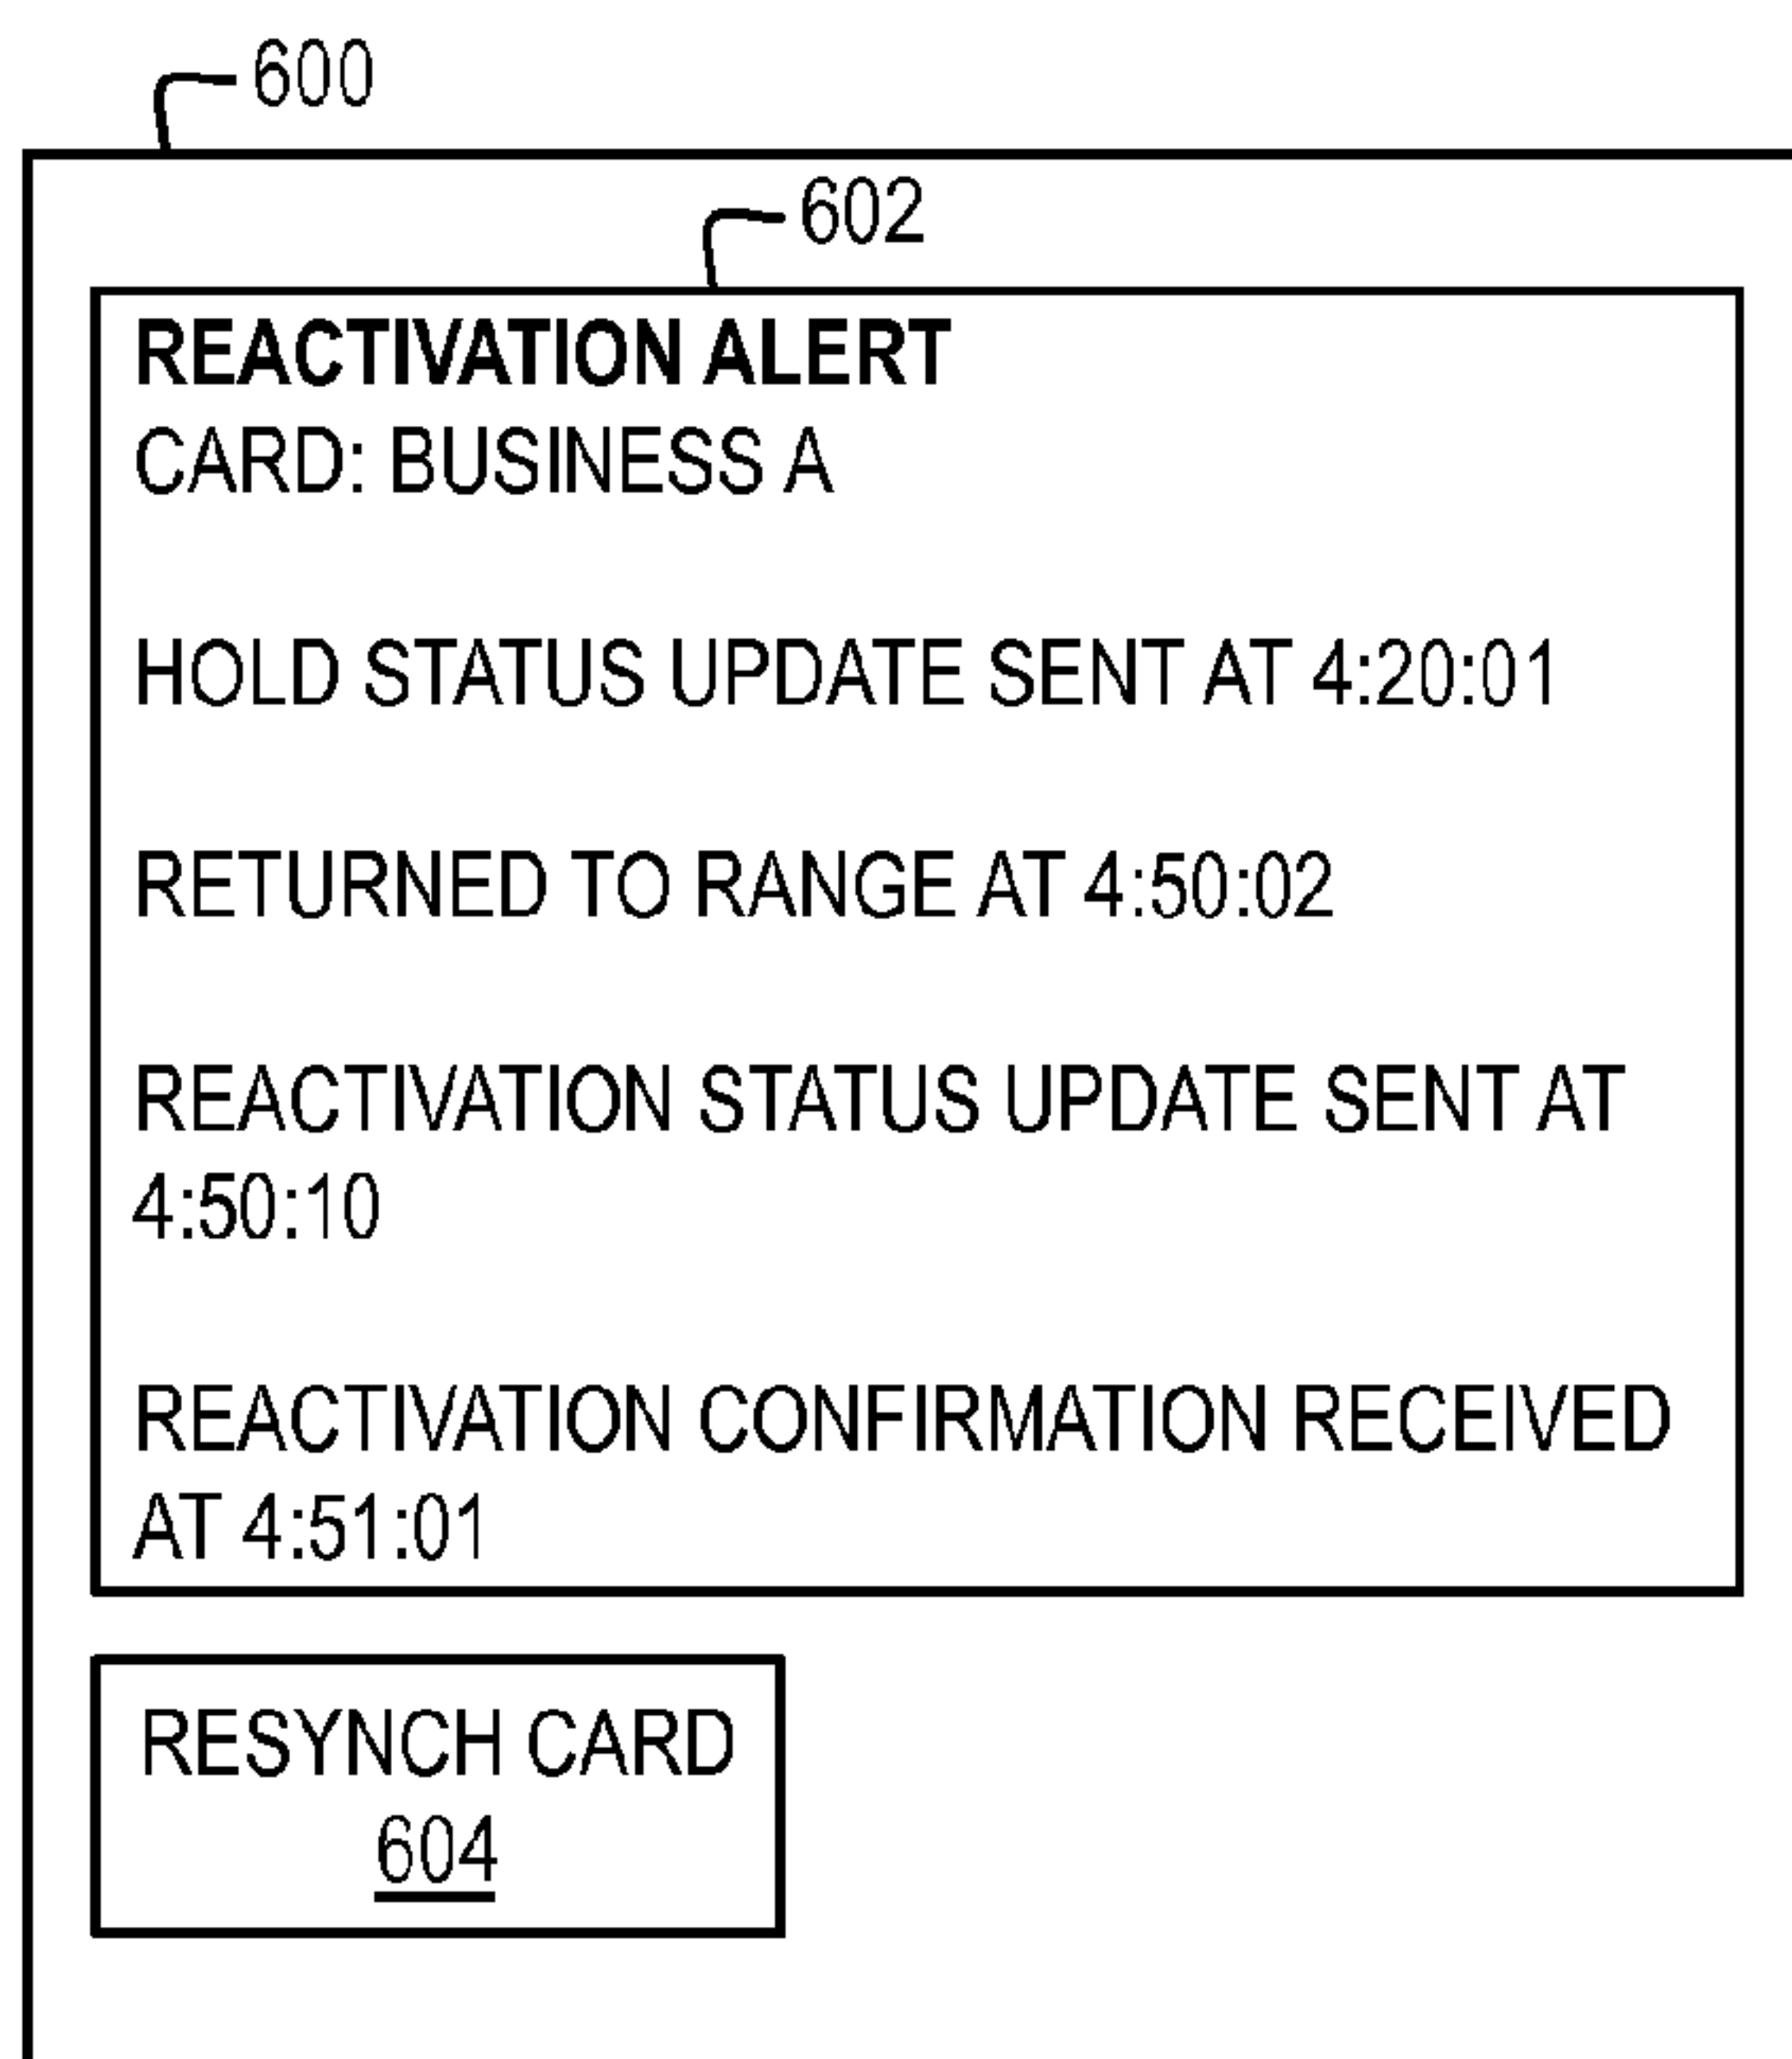 600
602
REACTIVATION ALERT
CARD: BUSINESS A
HOLD STATUS UPDATE SENT AT 4:20:01
RETURNED TO RANGE AT 4:50:02
REACTIVATION STATUS UPDATE SENT AT
4:50:10
REACTIVATION CONFIRMATION RECEIVED
AT 4:51:01
RESYNCH CARD
604